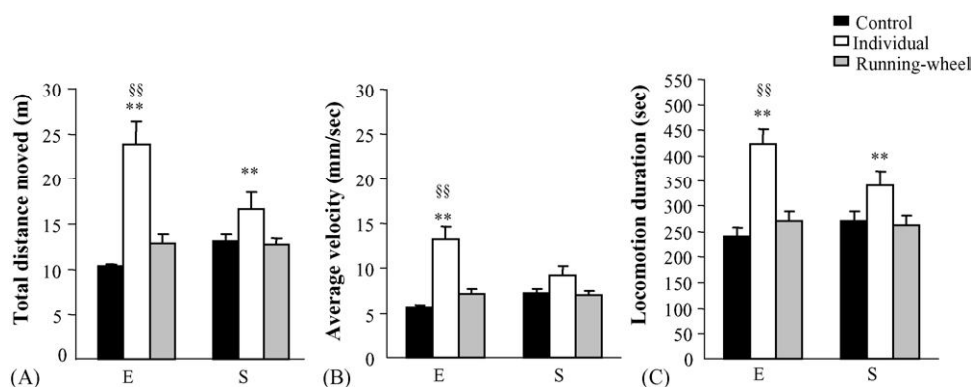 Control
Individual
Running-wheel
Total distance moved (m)
30
25
20
15
10
5
0
§§
**
**
E
S
(A)
Average velocity (mm/sec)
30
25
20
15
10
5
0
§§
**
E
S
(B)
Locomotion duration (sec)
550
500
450
400
350
300
250
200
150
100
50
0
§§
**
**
E
S
(C)